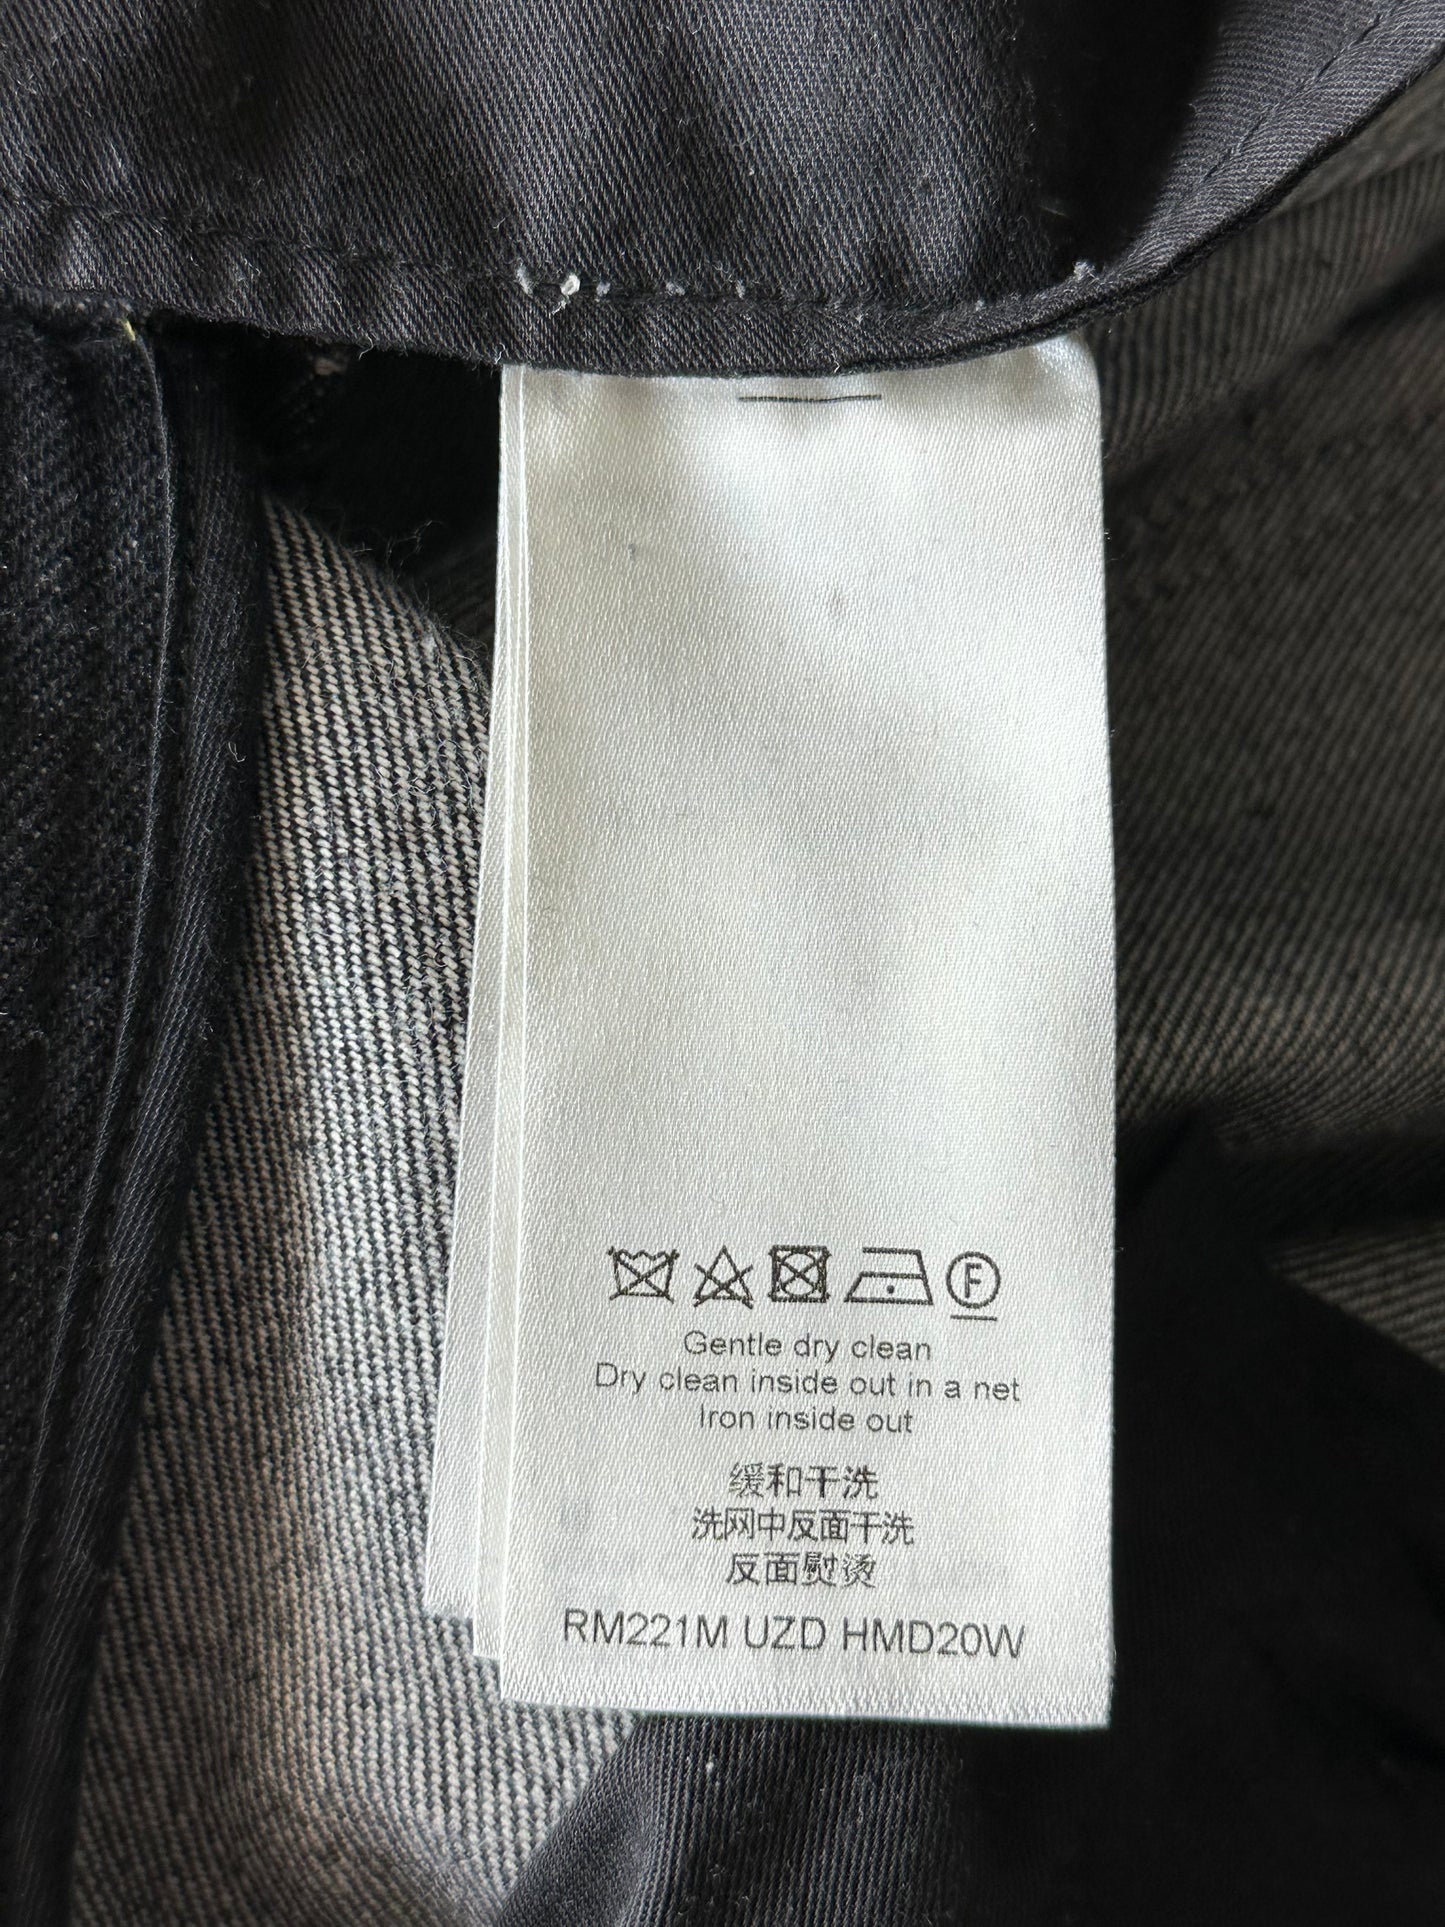 F
Gentle dry clean
Dry clean inside out in a net
Iron inside out
缓和干洗
洗网中反面干洗
反面熨烫
RM221M UZD HMD20W